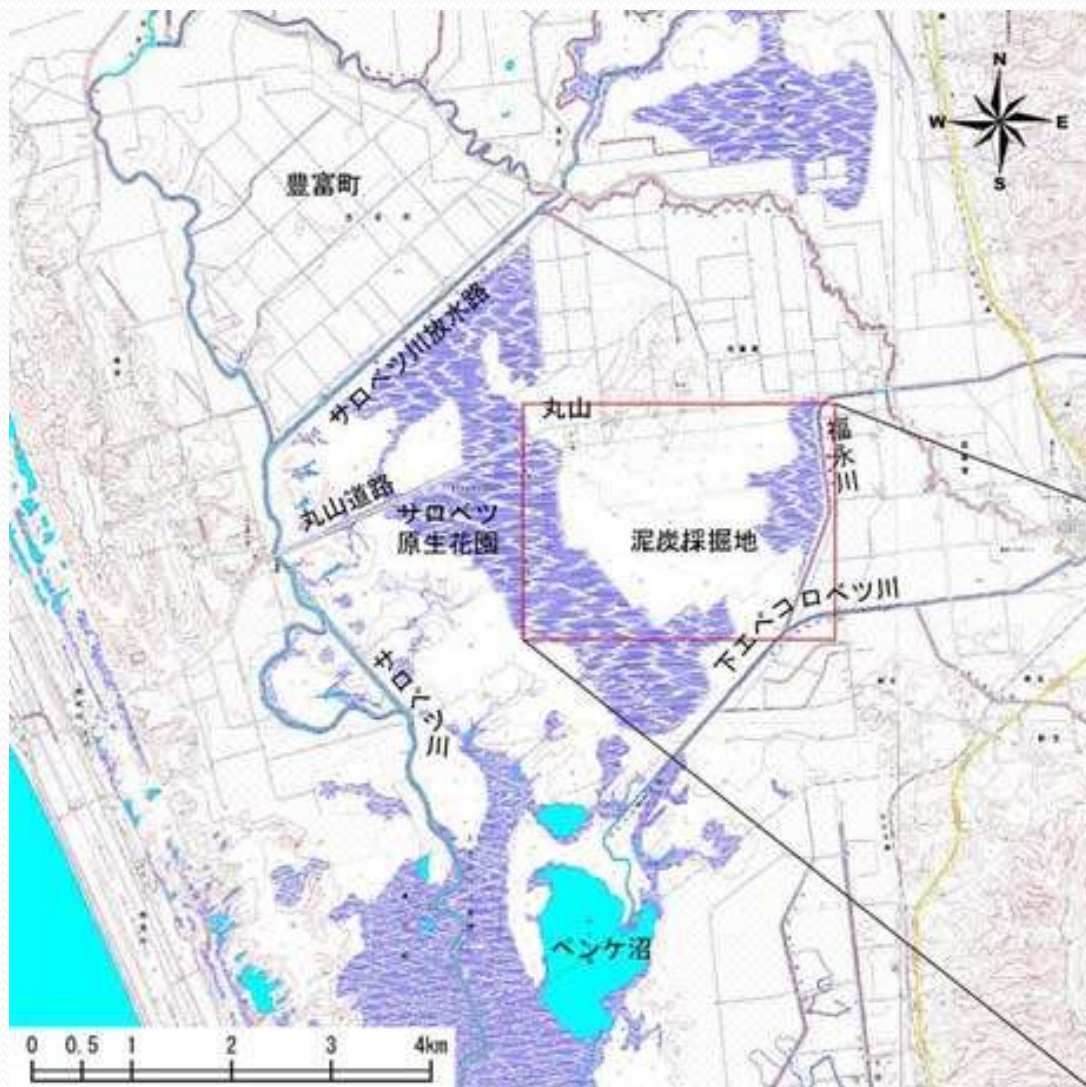 N
W E
S
豊富町
サロベツ川放水路
丸山
福永川
丸山道路
サロベツ
原生花園
泥炭採掘地
下エベコロベツ川
サロベツ川
ペンケ沼
0 0.5 1 2 3 4km